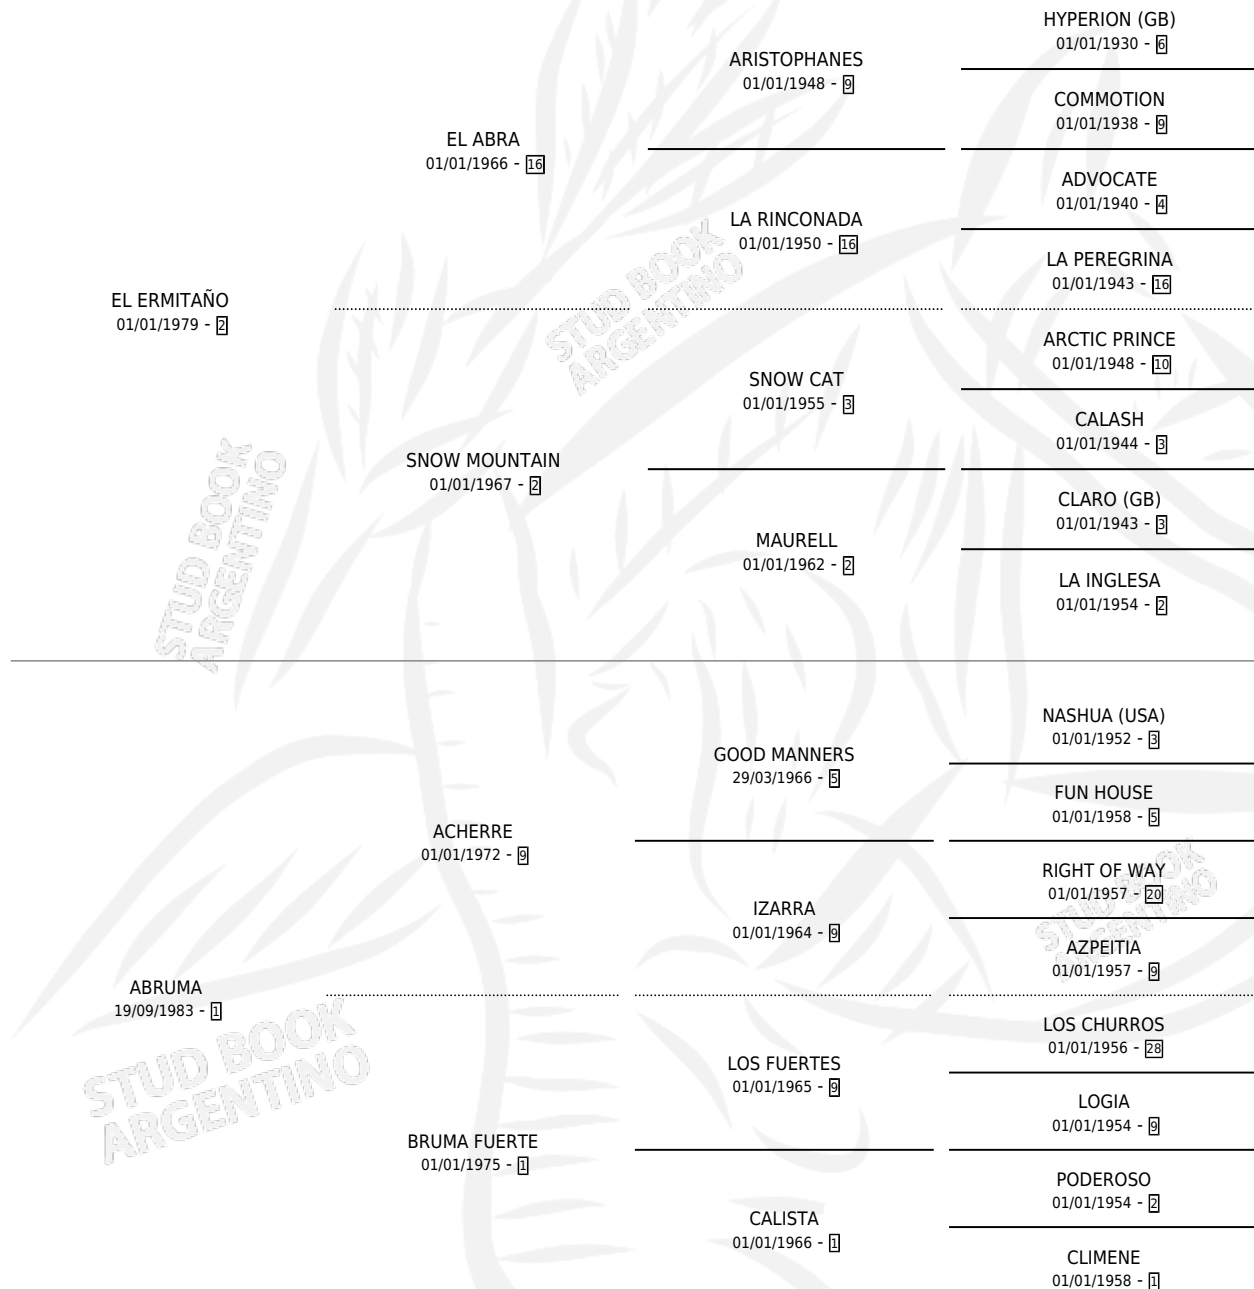 HYPERION (GB)
01/01/1930 - 6
ARISTOPHANES
01/01/1948 - 9
COMMOTION
01/01/1938 - 9
EL ABRA
01/01/1966 - 16
ADVOCATE
01/01/1940 - 4
LA RINCONADA
01/01/1950 - 16
LA PEREGRINA
01/01/1943 - 16
EL ERMITAÑO
01/01/1979 - 2
STUD BOOK
ARGENTINO
ARCTIC PRINCE
01/01/1948 - 10
SNOW CAT
01/01/1955 - 3
CALASH
01/01/1944 - 3
SNOW MOUNTAIN
01/01/1967 - 2
CLARO (GB)
01/01/1943 - 3
MAURELL
01/01/1962 - 2
LA INGLESA
01/01/1954 - 2
STUD BOOK
ARGENTINO
NASHUA (USA)
01/01/1952 - 3
GOOD MANNERS
29/03/1966 - 5
FUN HOUSE
01/01/1958 - 5
ACHERRE
01/01/1972 - 9
RIGHT OF WAY
01/01/1957 - 20
IZARRA
01/01/1964 - 9
STUD BOOK
ARGENTINO
AZPEITIA
01/01/1957 - 9
ABRUMA
19/09/1983 - 1
LOS CHURROS
01/01/1956 - 28
STUD BOOK
ARGENTINO
LOS FUERTES
01/01/1965 - 9
LOGIA
01/01/1954 - 9
BRUMA FUERTE
01/01/1975 - 1
PODEROSO
01/01/1954 - 2
CALISTA
01/01/1966 - 1
CLIMENE
01/01/1958 - 1